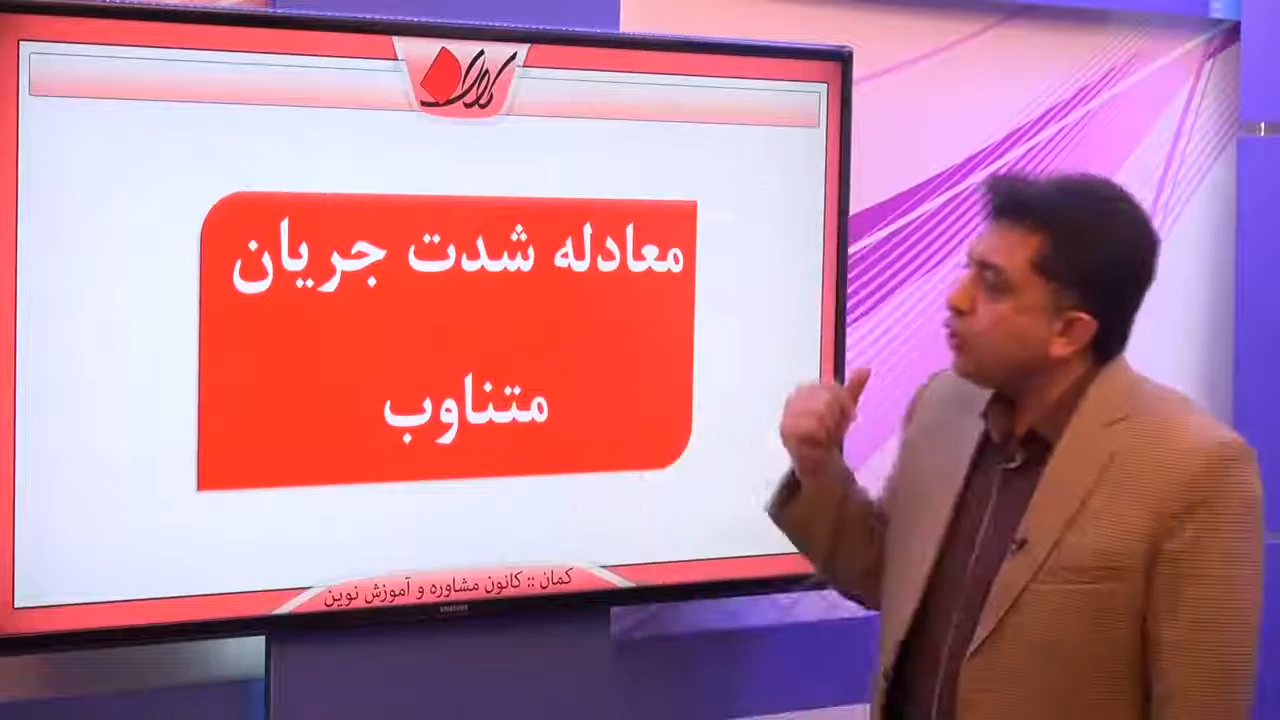 معادله شدت جریان
متناوب
کمان :: کانون مشاوره و آموزش نوین